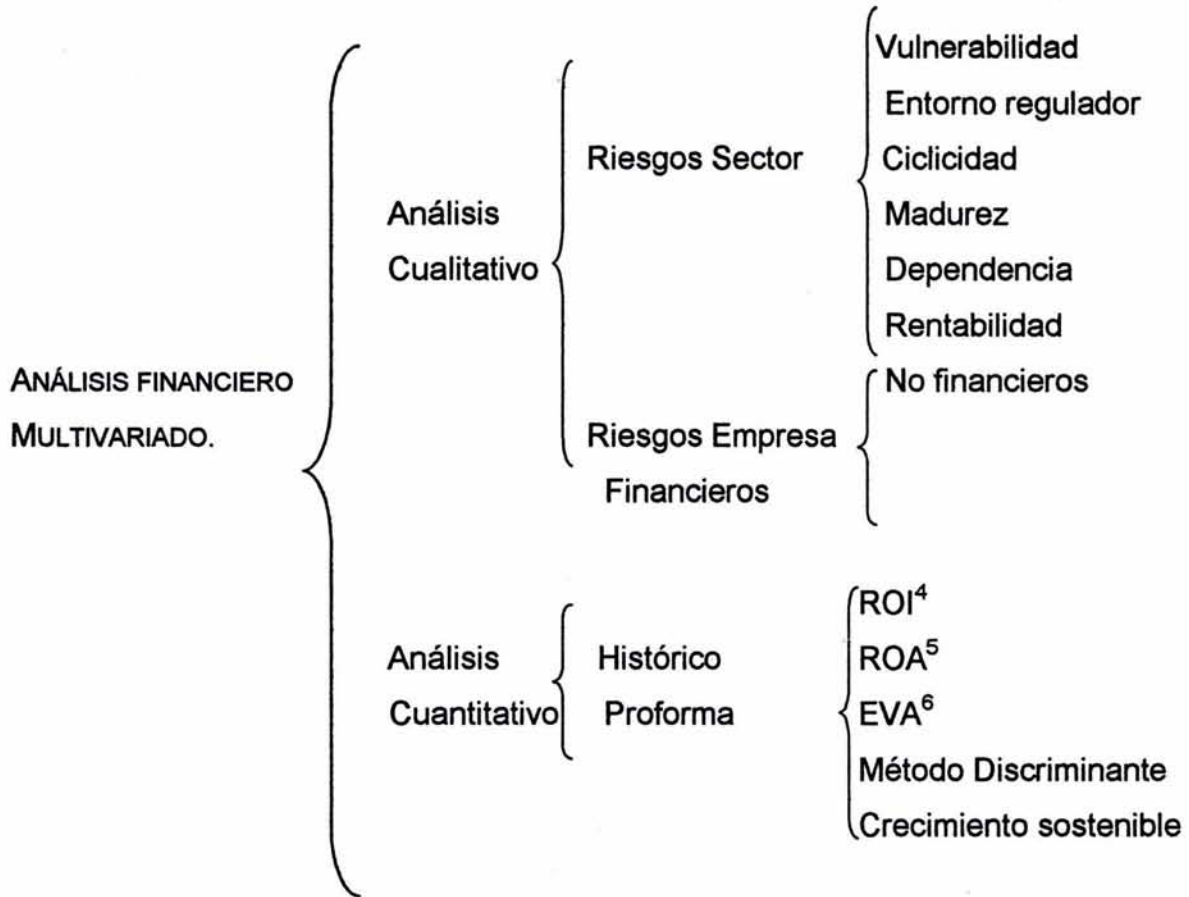 ANÁLISIS FINANCIERO
MULTIVARIADO.
Análisis
Cualitativo
Riesgos Sector
Vulnerabilidad
Entorno regulador
Ciclicidad
Madurez
Dependencia
Rentabilidad
Riesgos Empresa
Financieros
No financieros
Análisis
Cuantitativo
Histórico
Proforma
ROI⁴
ROA⁵
EVA⁶
Método Discriminante
Crecimiento sostenible